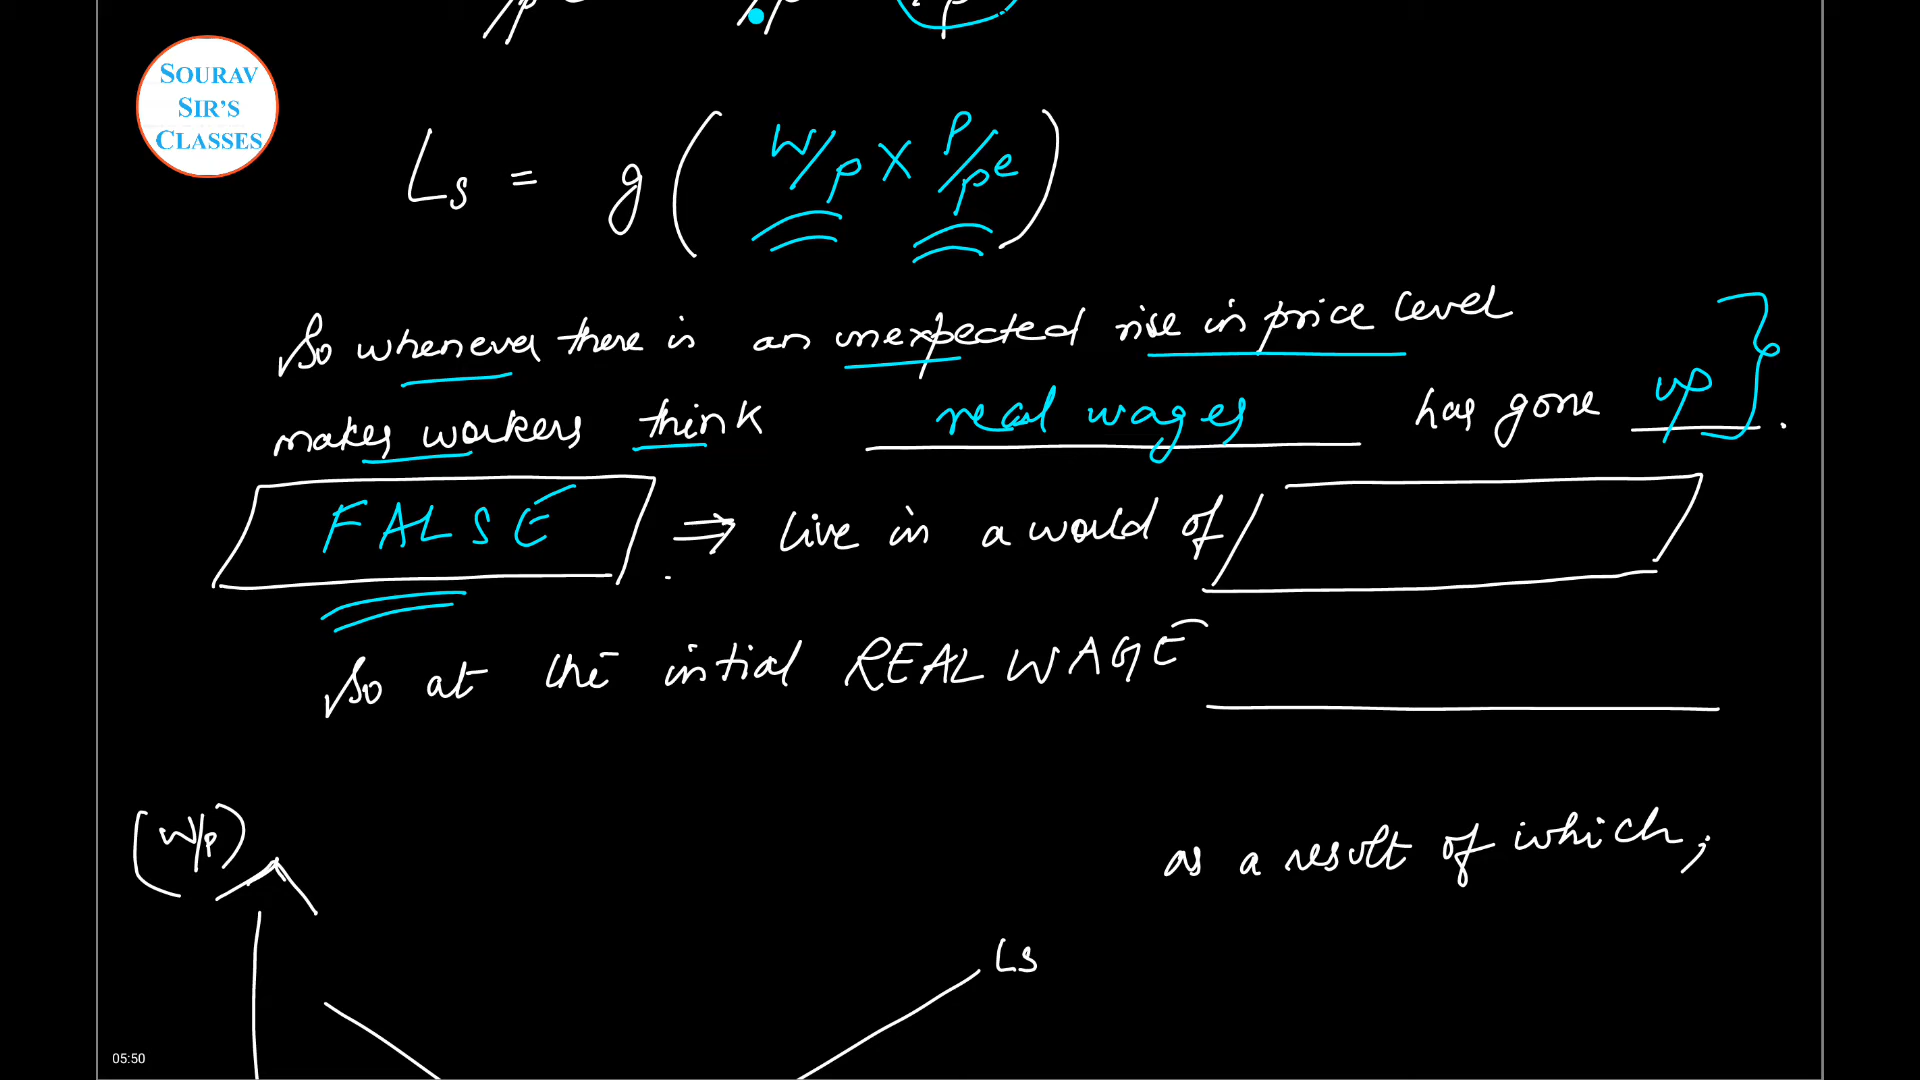 SOURAV
SIR'S
CLASSES
Ls = g ( W/p X P/pe )
So whenever there is an unexpected rise in price level
makes workers think real wages has gone up.
FALSE ⇒ live in a world of
So at the initial REAL WAGE
(W/P)
as a result of which;
Ls
05:50